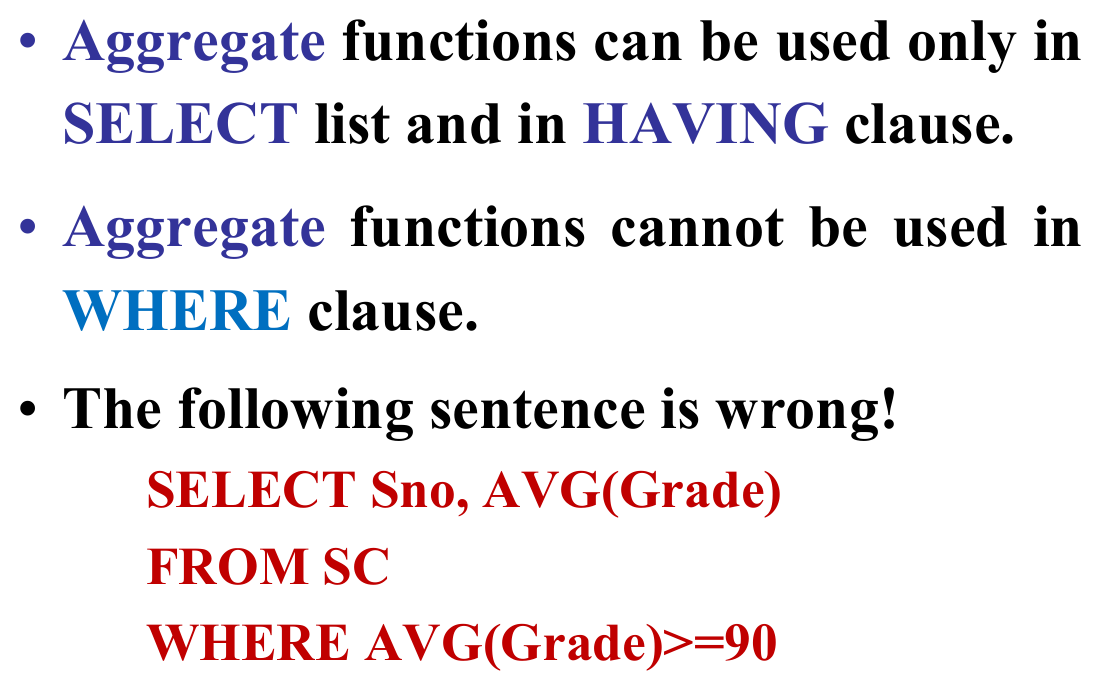 • Aggregate functions can be used only in
SELECT list and in HAVING clause.
• Aggregate functions cannot be used in
WHERE clause.
• The following sentence is wrong!
SELECT Sno, AVG(Grade)
FROM SC
WHERE AVG(Grade)>=90